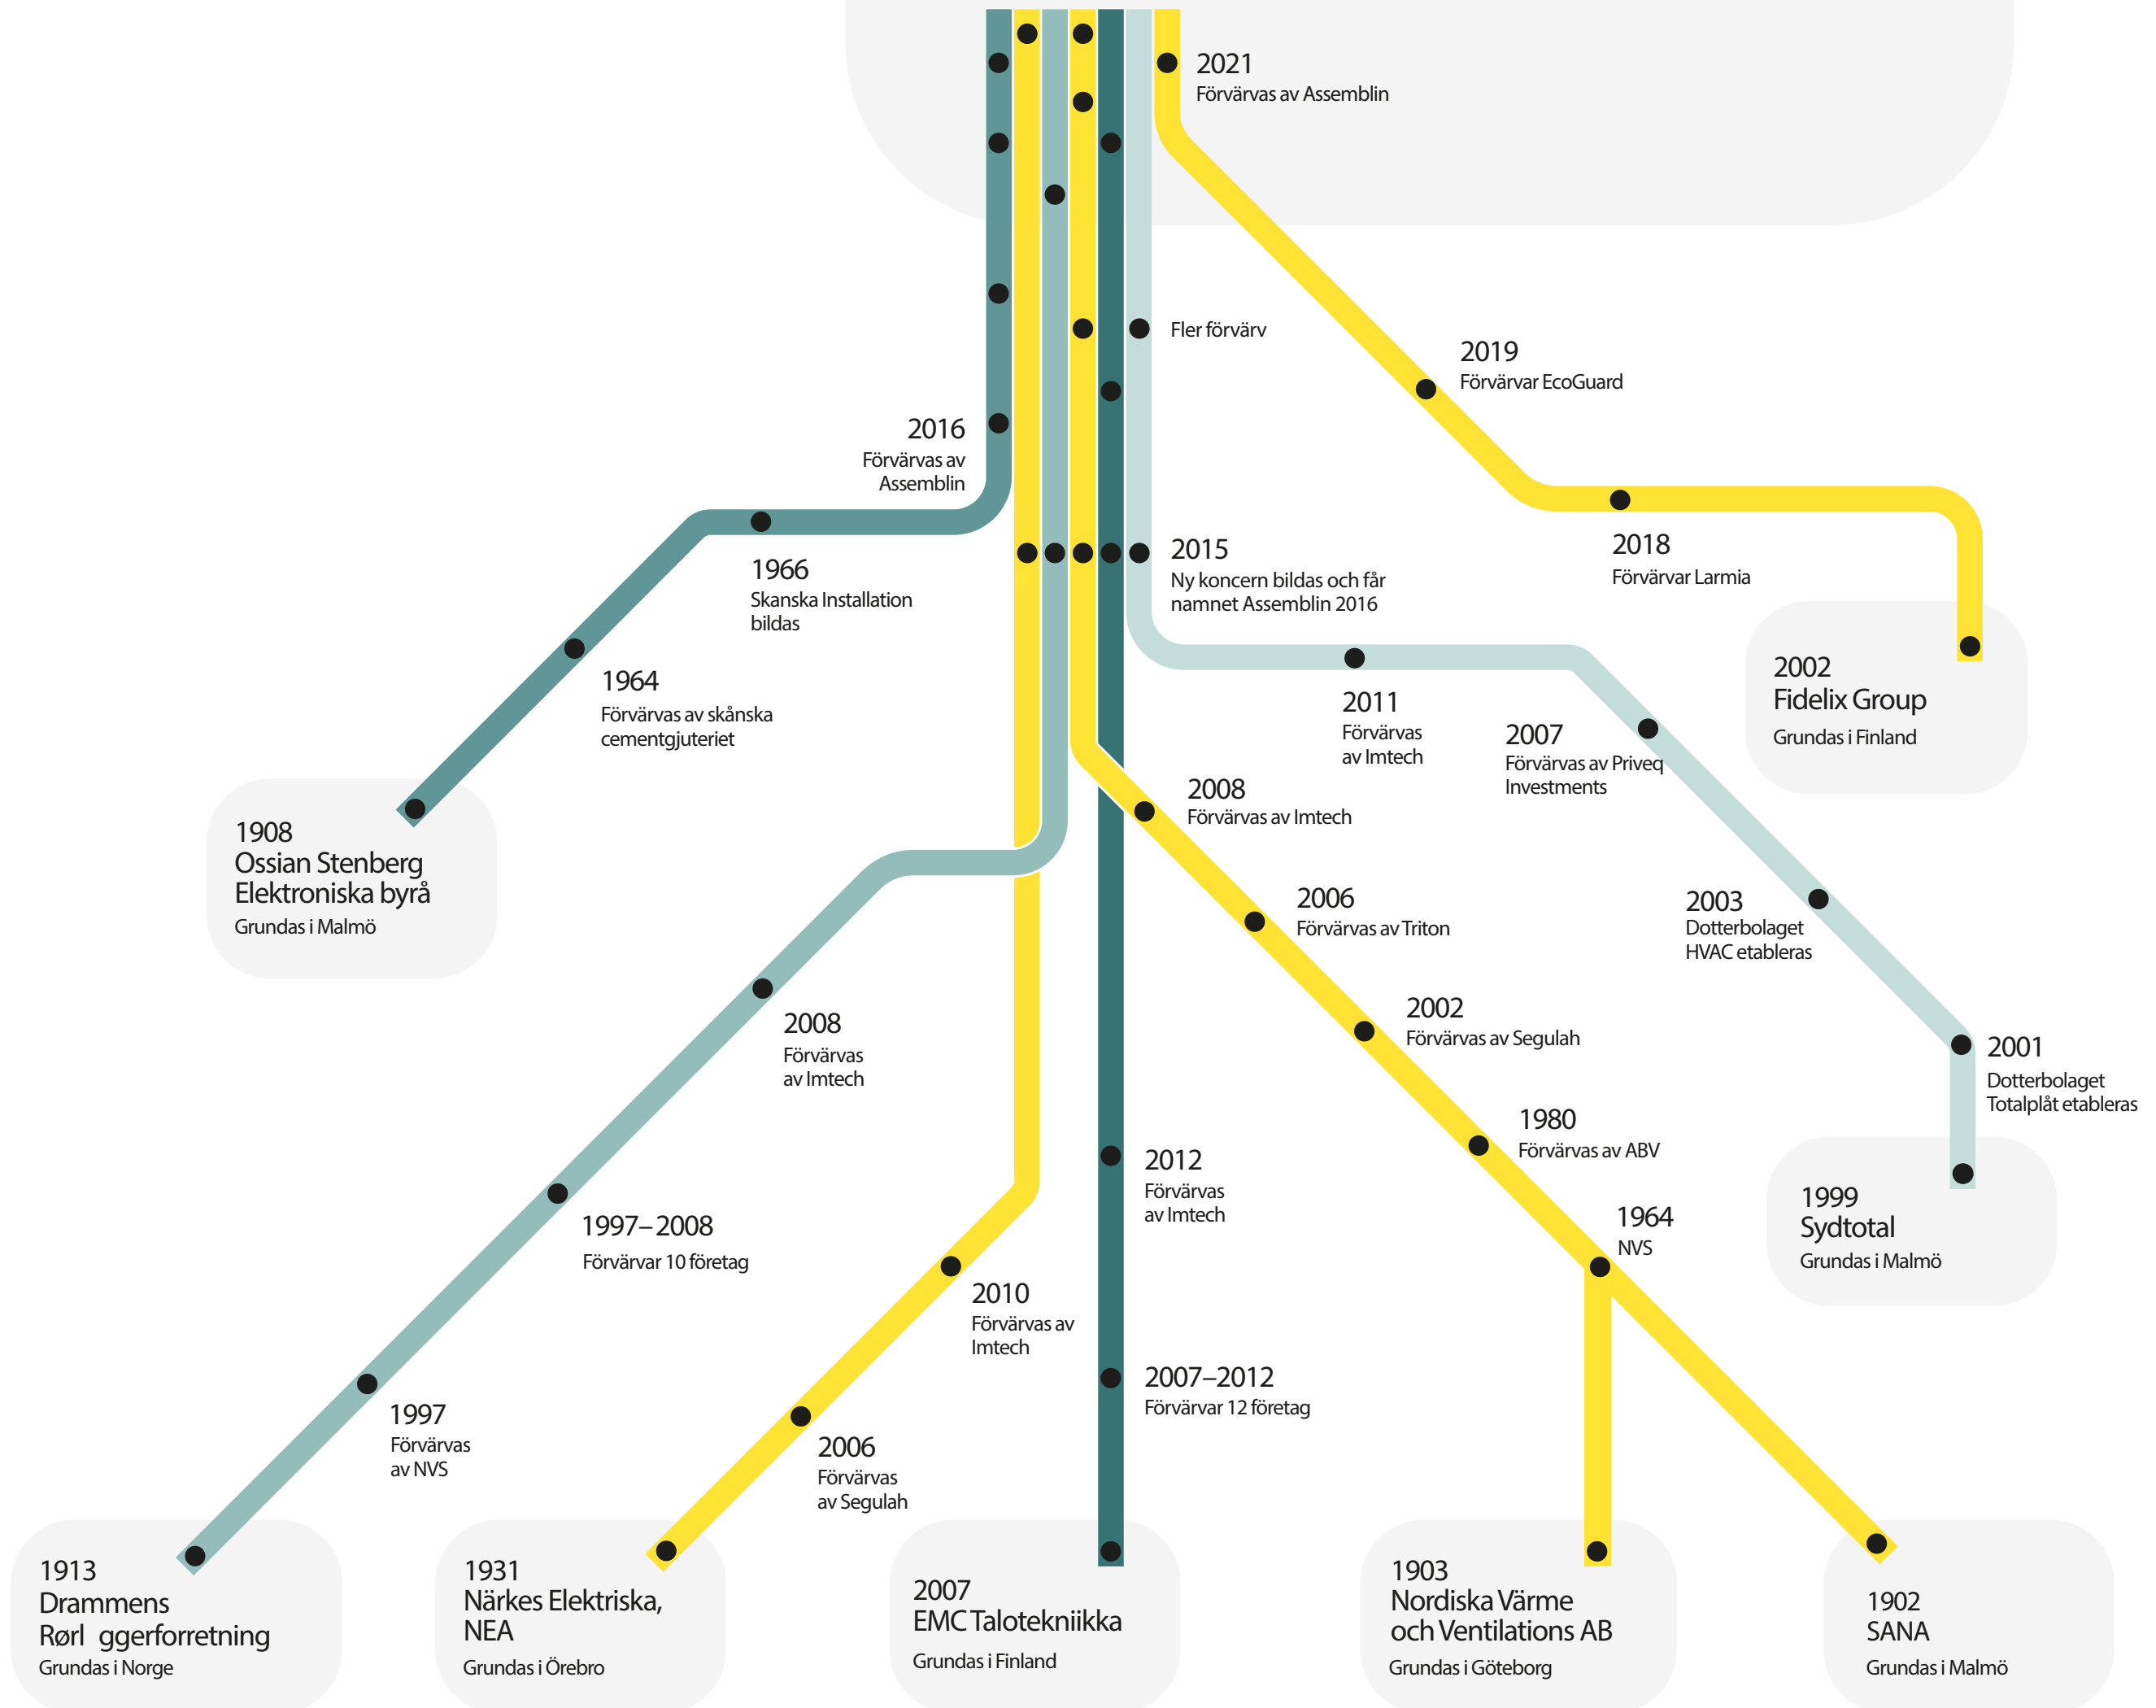 2021
Förvärvas av Assemblin
Fler förvärv
2019
Förvärvar EcoGuard
2016
Förvärvas av
Assemblin
2018
Förvärvar Larmia
1966
Skanska Installation
bildas
2015
Ny koncern bildas och får
namnet Assemblin 2016
1964
Förvärvas av skånska
cementgjuteriet
2002
Fidelix Group
Grundas i Finland
2011
Förvärvas
av Imtech
2007
Förvärvas av Priveq
Investments
2008
Förvärvas av Imtech
1908
Ossian Stenberg
Elektroniska byrå
Grundas i Malmö
2006
Förvärvas av Triton
2003
Dotterbolaget
HVAC etableras
2008
Förvärvas
av Imtech
2002
Förvärvas av Segulah
2001
Dotterbolaget
Totalplåt etableras
1980
Förvärvas av ABV
2012
Förvärvas
av Imtech
1964
NVS
1999
Sydtotal
Grundas i Malmö
1997–2008
Förvärvar 10 företag
2010
Förvärvas av
Imtech
2007–2012
Förvärvar 12 företag
1997
Förvärvas
av NVS
2006
Förvärvas
av Segulah
1913
Drammens
Rørl ggerforretning
Grundas i Norge
1931
Närkes Elektriska,
NEA
Grundas i Örebro
2007
EMC Talotekniikka
Grundas i Finland
1903
Nordiska Värme
och Ventilations AB
Grundas i Göteborg
1902
SANA
Grundas i Malmö